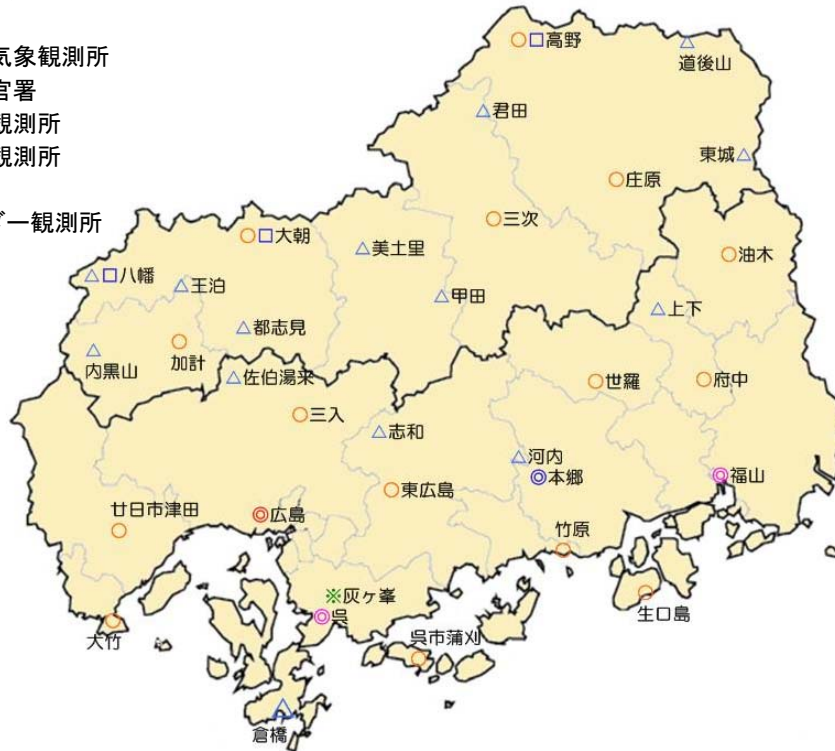 気象観測所
官署
観測所
観測所
ダー観測所
高野
道後山
君田
東城
庄原
三次
大朝
美土里
油木
八幡
王泊
甲田
上下
都志見
内黒山
加計
佐伯湯来
世羅
府中
三入
志和
河内
本郷
福山
東広島
広島
廿日市津田
竹原
※灰ヶ峯
呉
生口島
大竹
呉市蒲刈
倉橋